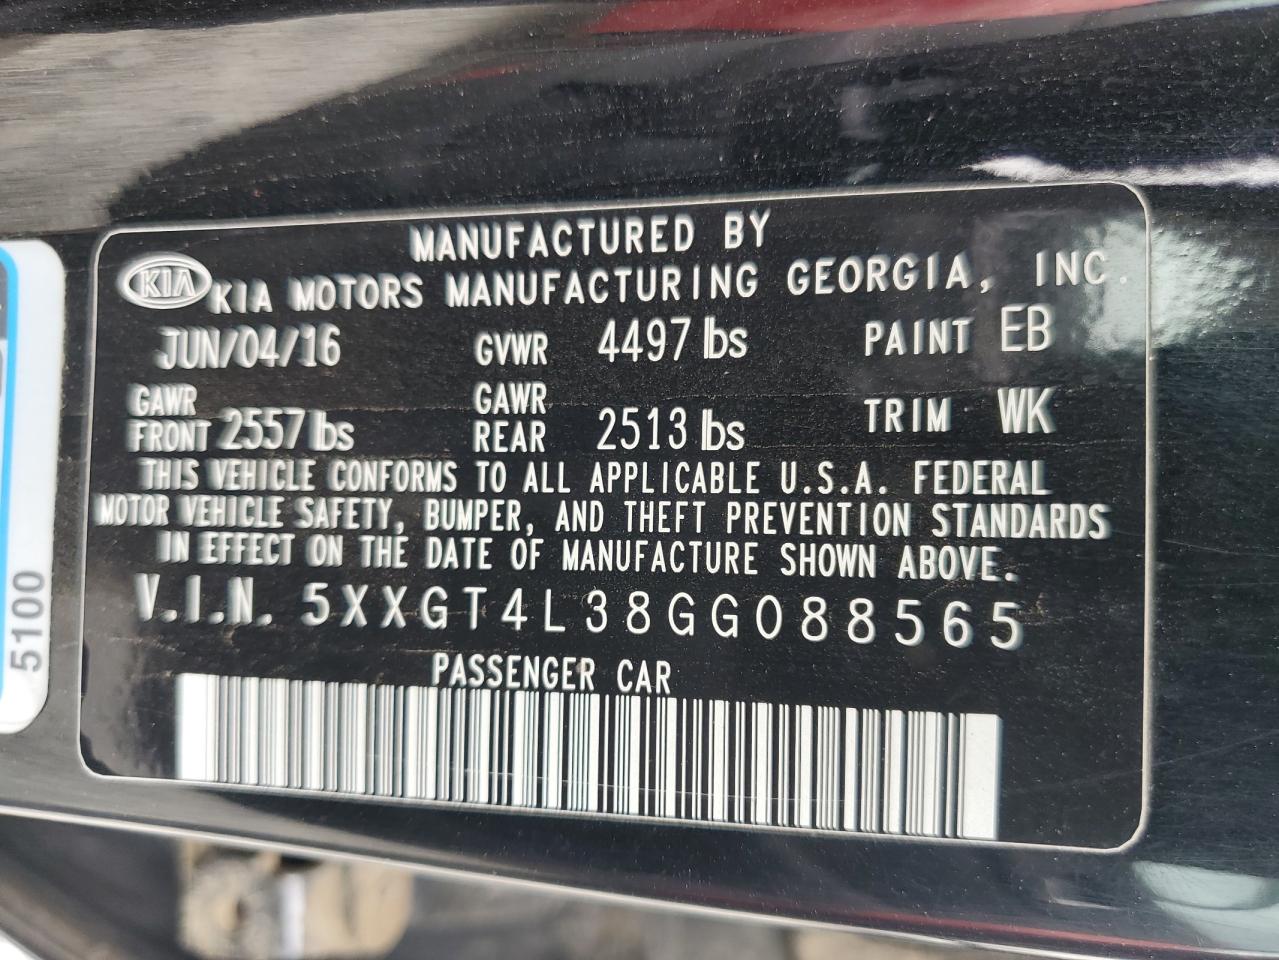 MANUFACTURED BY
KIA KIA MOTORS MANUFACTURING GEORGIA, INC.
JUN/04/16 GVWR 4497 lbs PAINT EB
GAWR FRONT 2557 lbs GAWR REAR 2513 lbs TRIM WK
THIS VEHICLE CONFORMS TO ALL APPLICABLE U.S.A. FEDERAL
MOTOR VEHICLE SAFETY, BUMPER, AND THEFT PREVENTION STANDARDS
IN EFFECT ON THE DATE OF MANUFACTURE SHOWN ABOVE.
V.I.N. 5XXGT4L38GG088565
PASSENGER CAR
5100